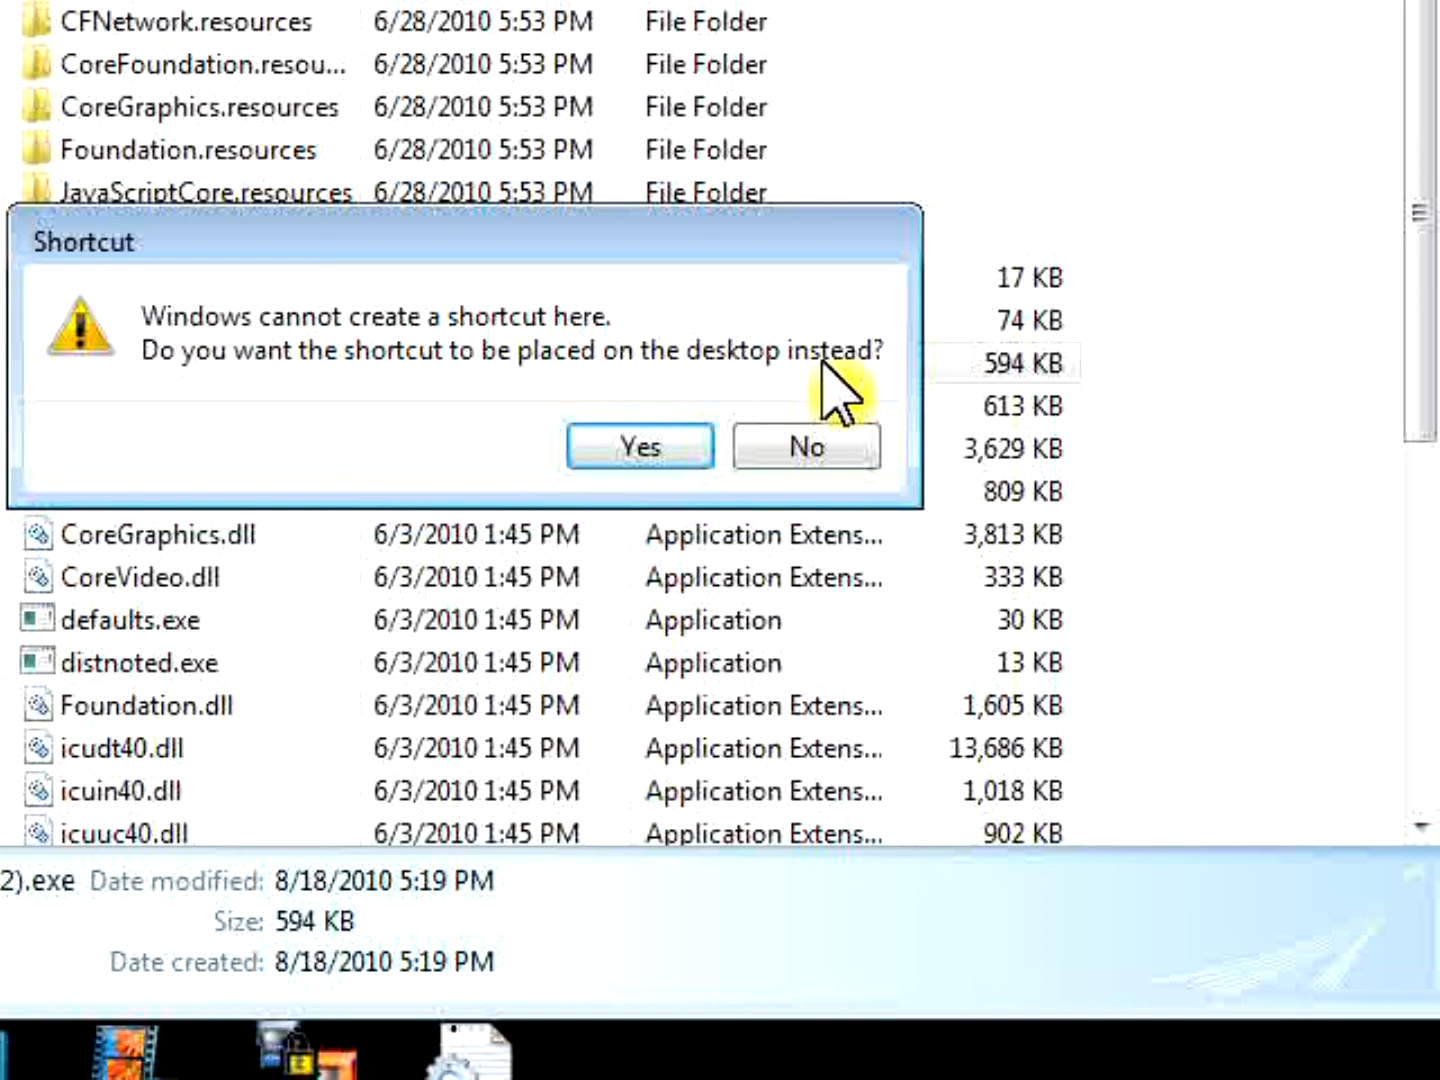 CFNetwork.resources 6/28/2010 5:53 PM File Folder
CoreFoundation.resou... 6/28/2010 5:53 PM File Folder
CoreGraphics.resources 6/28/2010 5:53 PM File Folder
Foundation.resources 6/28/2010 5:53 PM File Folder
JavaScriptCore.resources 6/28/2010 5:53 PM File Folder
Shortcut
Windows cannot create a shortcut here.
Do you want the shortcut to be placed on the desktop instead?
Yes No
17 KB
74 KB
594 KB
613 KB
3,629 KB
809 KB
CoreGraphics.dll 6/3/2010 1:45 PM Application Extens... 3,813 KB
CoreVideo.dll 6/3/2010 1:45 PM Application Extens... 333 KB
defaults.exe 6/3/2010 1:45 PM Application 30 KB
distnoted.exe 6/3/2010 1:45 PM Application 13 KB
Foundation.dll 6/3/2010 1:45 PM Application Extens... 1,605 KB
icudt40.dll 6/3/2010 1:45 PM Application Extens... 13,686 KB
icuin40.dll 6/3/2010 1:45 PM Application Extens... 1,018 KB
icuuc40.dll 6/3/2010 1:45 PM Application Extens... 902 KB
2).exe Date modified: 8/18/2010 5:19 PM
Size: 594 KB
Date created: 8/18/2010 5:19 PM